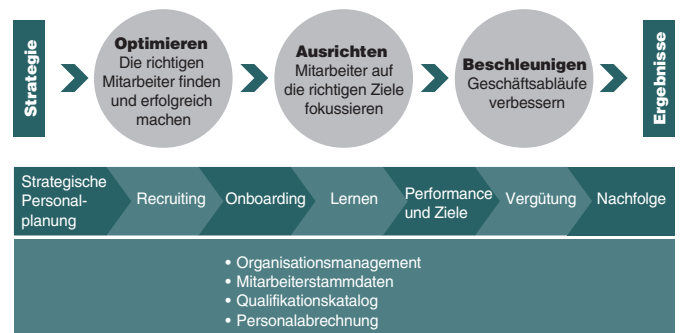 Strategie
Optimieren
Die richtigen
Mitarbeiter finden
und erfolgreich
machen
Ausrichten
Mitarbeiter auf
die richtigen Ziele
fokussieren
Beschleunigen
Geschäftsabläufe
verbessern
Ergebnisse
Strategische
Personal-
planung
Recruiting
Onboarding
Lernen
Performance
und Ziele
Vergütung
Nachfolge
• Organisationsmanagement
• Mitarbeiterstammdaten
• Qualifikationskatalog
• Personalabrechnung